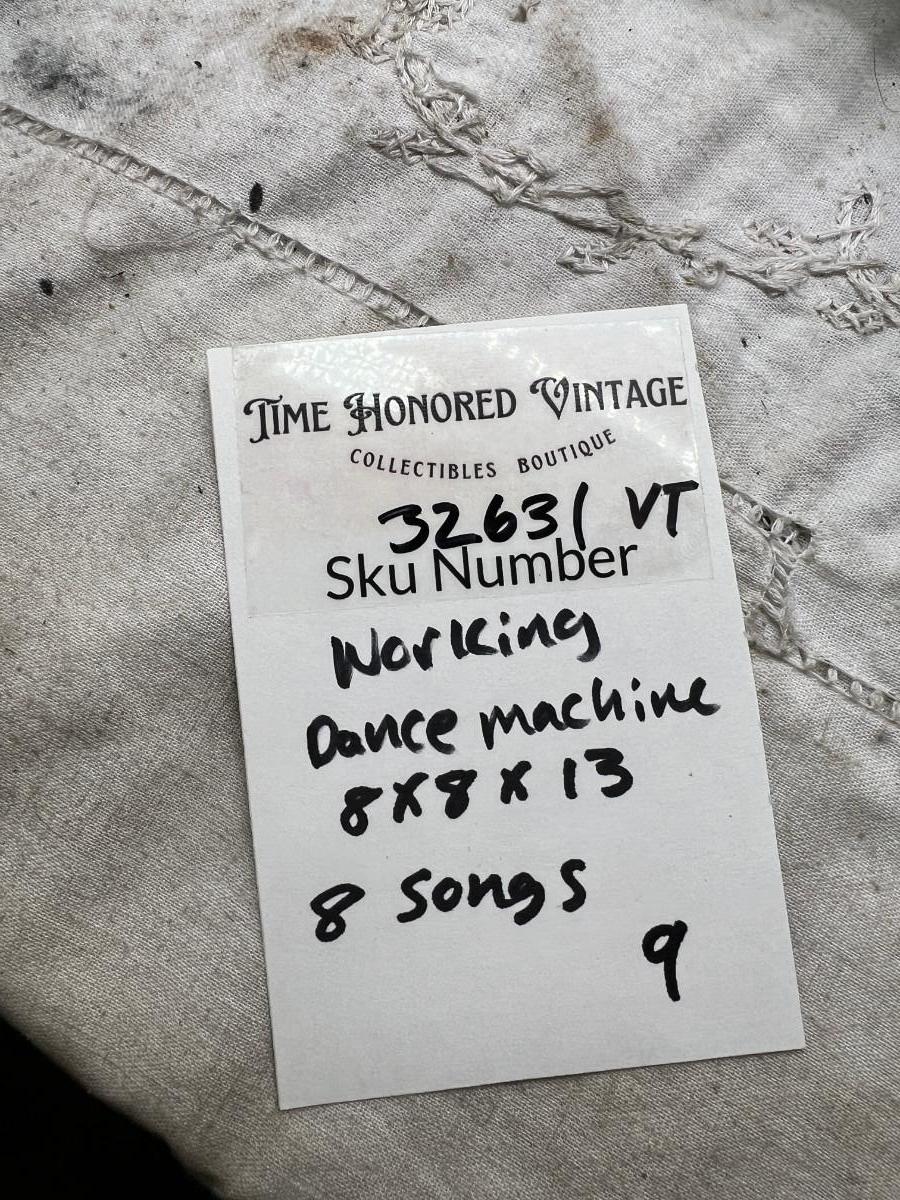 TIME HONORED VINTAGE
COLLECTIBLES BOUTIQUE
32631 VT
Sku Number
Working
Dance machine
8x8x13
8 Songs
9